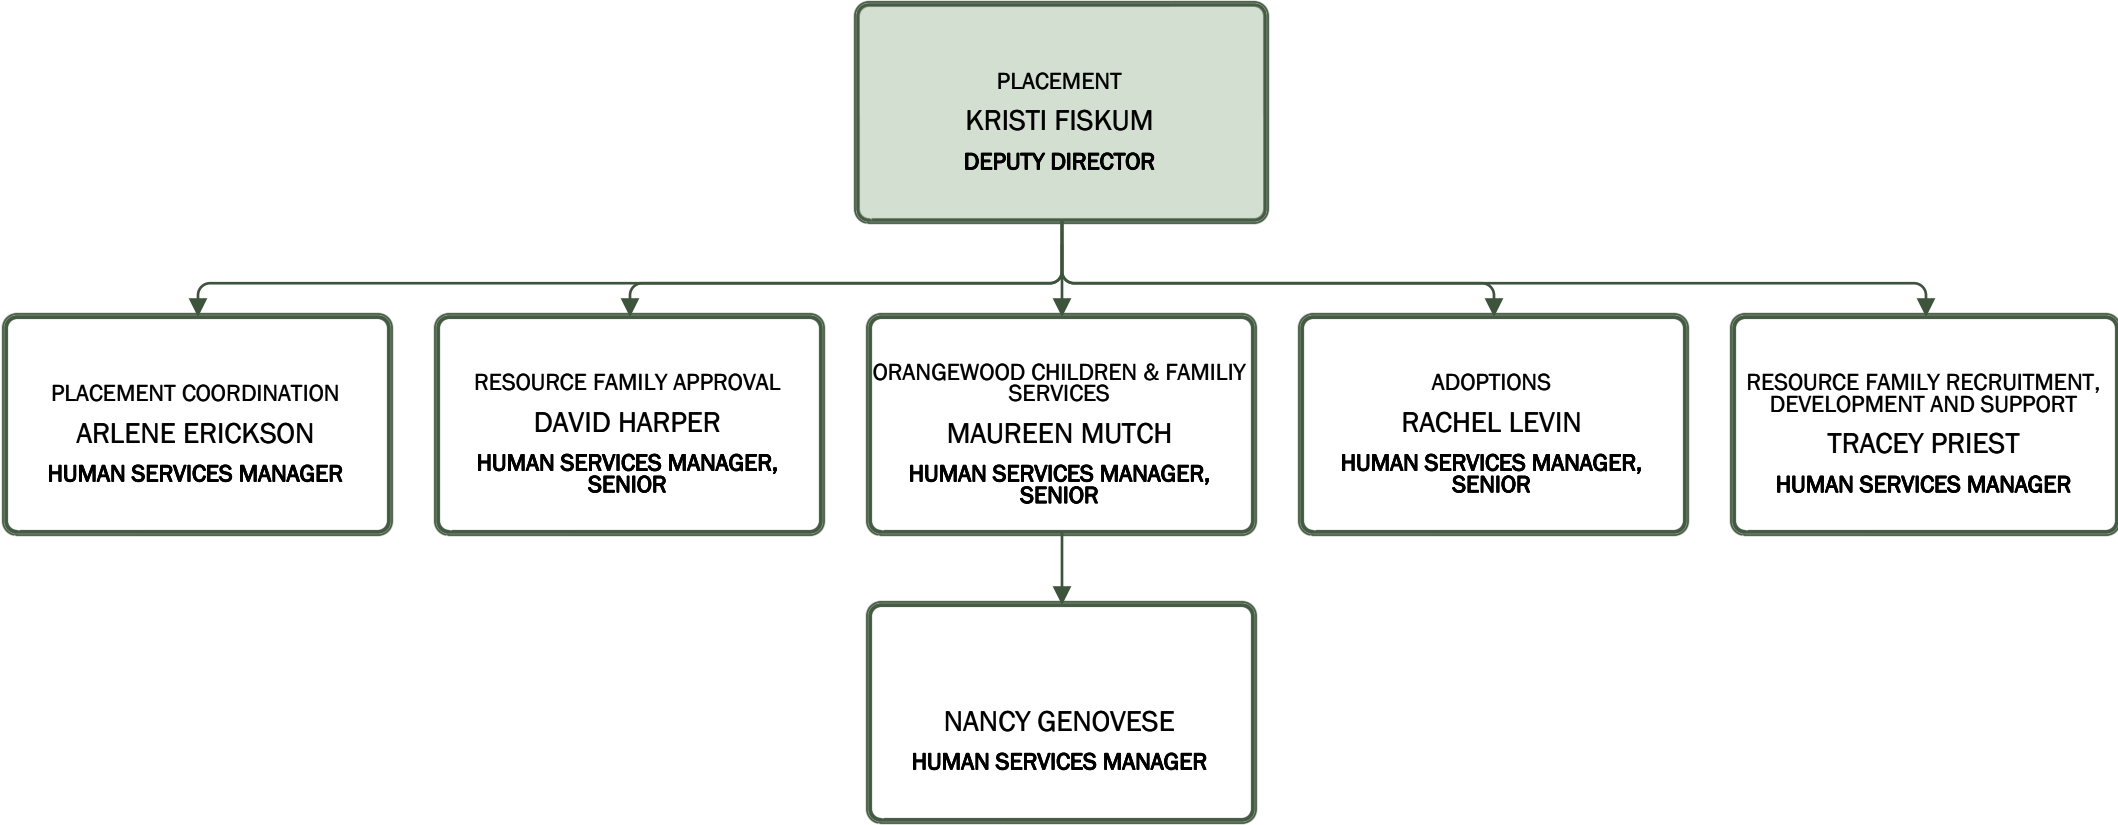 PLACEMENT
KRISTI FISKUM
DEPUTY DIRECTOR
PLACEMENT COORDINATION
ARLENE ERICKSON
HUMAN SERVICES MANAGER
RESOURCE FAMILY APPROVAL
DAVID HARPER
HUMAN SERVICES MANAGER,
SENIOR
ORANGEWOOD CHILDREN & FAMILIY
SERVICES
MAUREEN MUTCH
HUMAN SERVICES MANAGER,
SENIOR
ADOPTIONS
RACHEL LEVIN
HUMAN SERVICES MANAGER,
SENIOR
RESOURCE FAMILY RECRUITMENT,
DEVELOPMENT AND SUPPORT
TRACEY PRIEST
HUMAN SERVICES MANAGER
NANCY GENOVESE
HUMAN SERVICES MANAGER